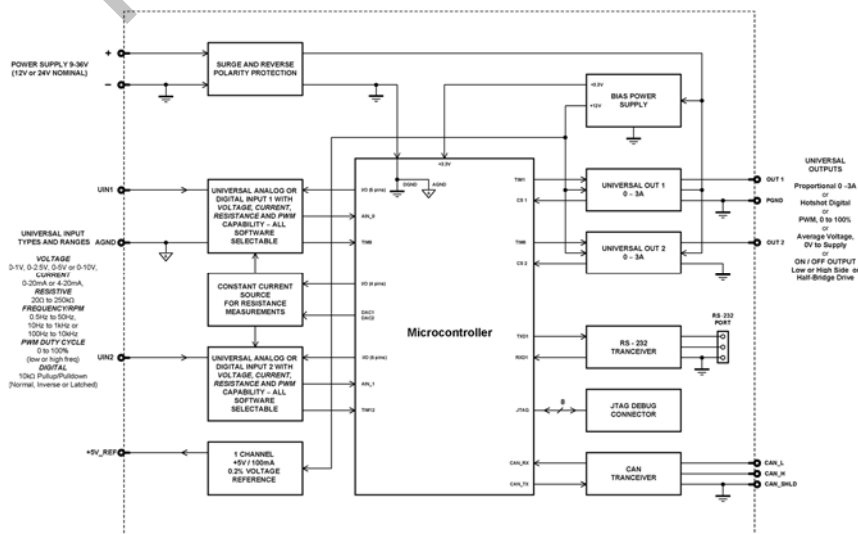 POWER SUPPLY 9-36V
(12V or 24V NOMINAL)
+
–
SURGE AND REVERSE
POLARITY PROTECTION
+3.3V
+12V
BIAS POWER
SUPPLY
UIN1
UNIVERSAL ANALOG OR
DIGITAL INPUT 1 WITH
VOLTAGE, CURRENT,
RESISTANCE AND PWM
CAPABILITY – ALL
SOFTWARE
SELECTABLE
UNIVERSAL INPUT
TYPES AND RANGES
AGND
VOLTAGE
0-1V, 0-2.5V, 0-5V or 0-10V,
CURRENT
0-20mA or 4-20mA,
RESISTIVE
20Ω to 250kΩ
FREQUENCY/RPM
0.5Hz to 50Hz,
10Hz to 1kHz or
100Hz to 10kHz
PWM DUTY CYCLE
0 to 100%
(low or high freq)
DIGITAL
10kΩ Pullup/Pulldown
(Normal, Inverse or Latched)
CONSTANT CURRENT
SOURCE
FOR RESISTANCE
MEASUREMENTS
UIN2
UNIVERSAL ANALOG OR
DIGITAL INPUT 2 WITH
VOLTAGE, CURRENT,
RESISTANCE AND PWM
CAPABILITY – ALL
SOFTWARE
SELECTABLE
+5V_REF
1 CHANNEL
+5V / 100mA
0.2% VOLTAGE
REFERENCE
+3.3V
DGND
AGND
I/O (5 pins)
AIN_0
TIM8
I/O (4 pins)
DAC1
DAC2
I/O (5 pins)
AIN_1
TIM12
Microcontroller
TIM1
CS 1
CS 2
TXD1
RXD1
JTAG
8
CAN_RX
CAN_TX
UNIVERSAL OUT 1
0 – 3A
UNIVERSAL OUT 2
0 – 3A
RS - 232
TRANCEIVER
RS-232
PORT
JTAG DEBUG
CONNECTOR
CAN
TRANCEIVER
OUT 1
PGND
OUT 2
CAN_L
CAN_H
CAN_SHLD
UNIVERSAL
OUTPUTS
Proportional 0 -3A
or
Hotshot Digital
or
PWM, 0 to 100%
or
Average Voltage,
0V to Supply
or
ON / OFF OUTPUT
Low or High Side or
Half-Bridge Drive